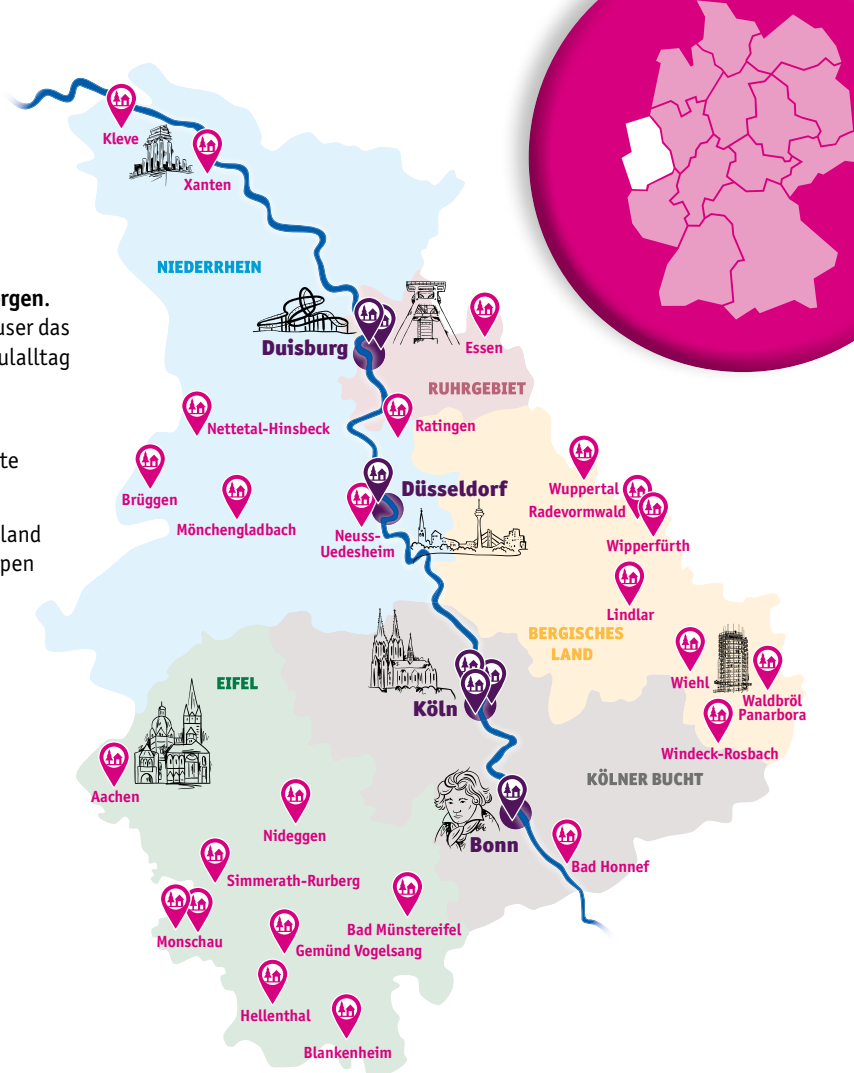 Kleve
Xanten
NIEDERRHEIN
rgen.
user das
ulalltag
Duisburg
Essen
RUHRGEBIET
Nettetal-Hinsbeck
Ratingen
te
Brüggen
Mönchengladbach
land
pen
Düsseldorf
Neuss-
Uedesheim
Wuppertal
Radevormwald
Wipperfürth
Lindlar
BERGISCHES
LAND
Wiehl
Waldbröl
Panarbora
Windeck-Rosbach
EIFEL
Köln
KÖLNER BUCHT
Aachen
Nideggen
Bonn
Bad Honnef
Simmerath-Rurberg
Monschau
Bad Münstereifel
Gemünd Vogelsang
Hellenthal
Blankenheim